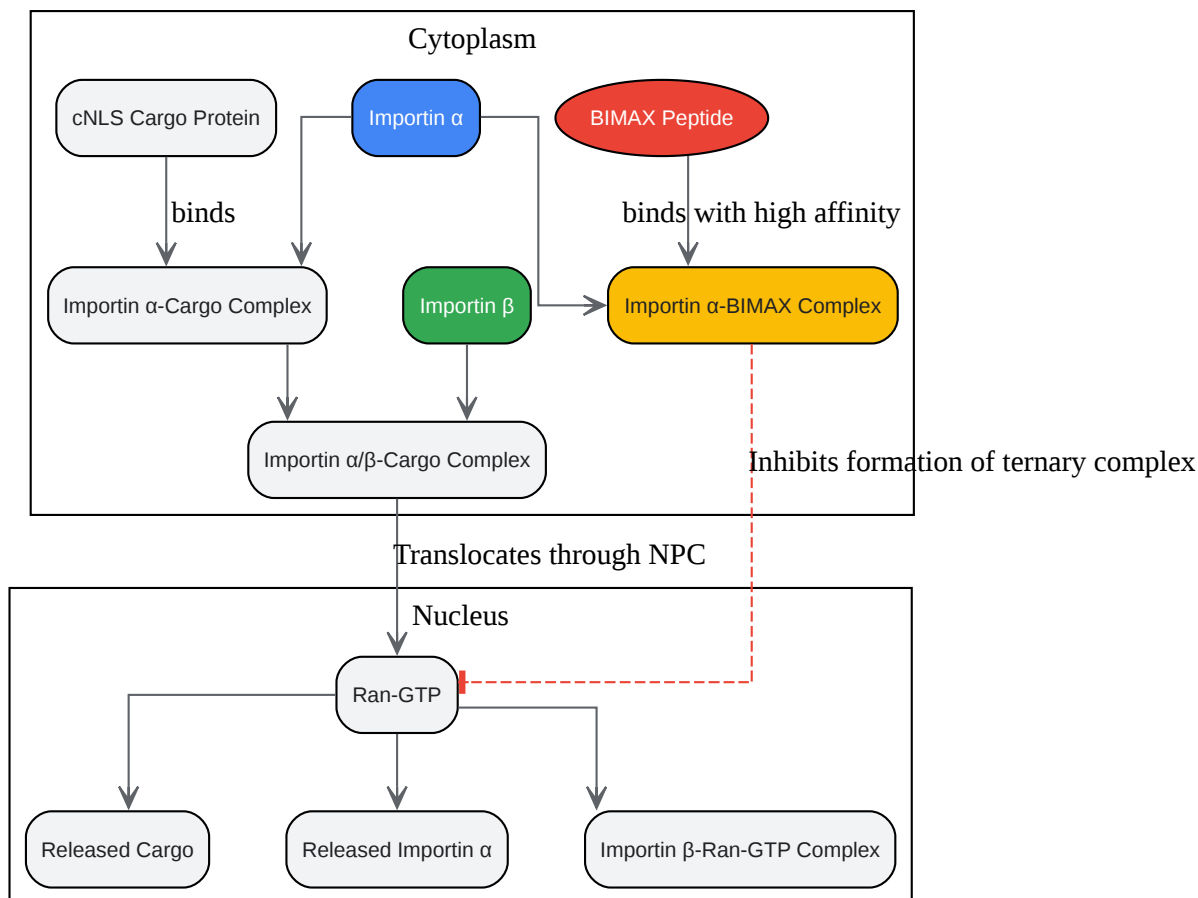 Cytoplasm
cNLS Cargo Protein
Importin α
BIMAX Peptide
binds
binds with high affinity
Importin α-Cargo Complex
Importin β
Importin α-BIMAX Complex
Importin α/β-Cargo Complex
Inhibits formation of ternary complex
Translocates through NPC
Nucleus
Ran-GTP
Released Cargo
Released Importin α
Importin β-Ran-GTP Complex